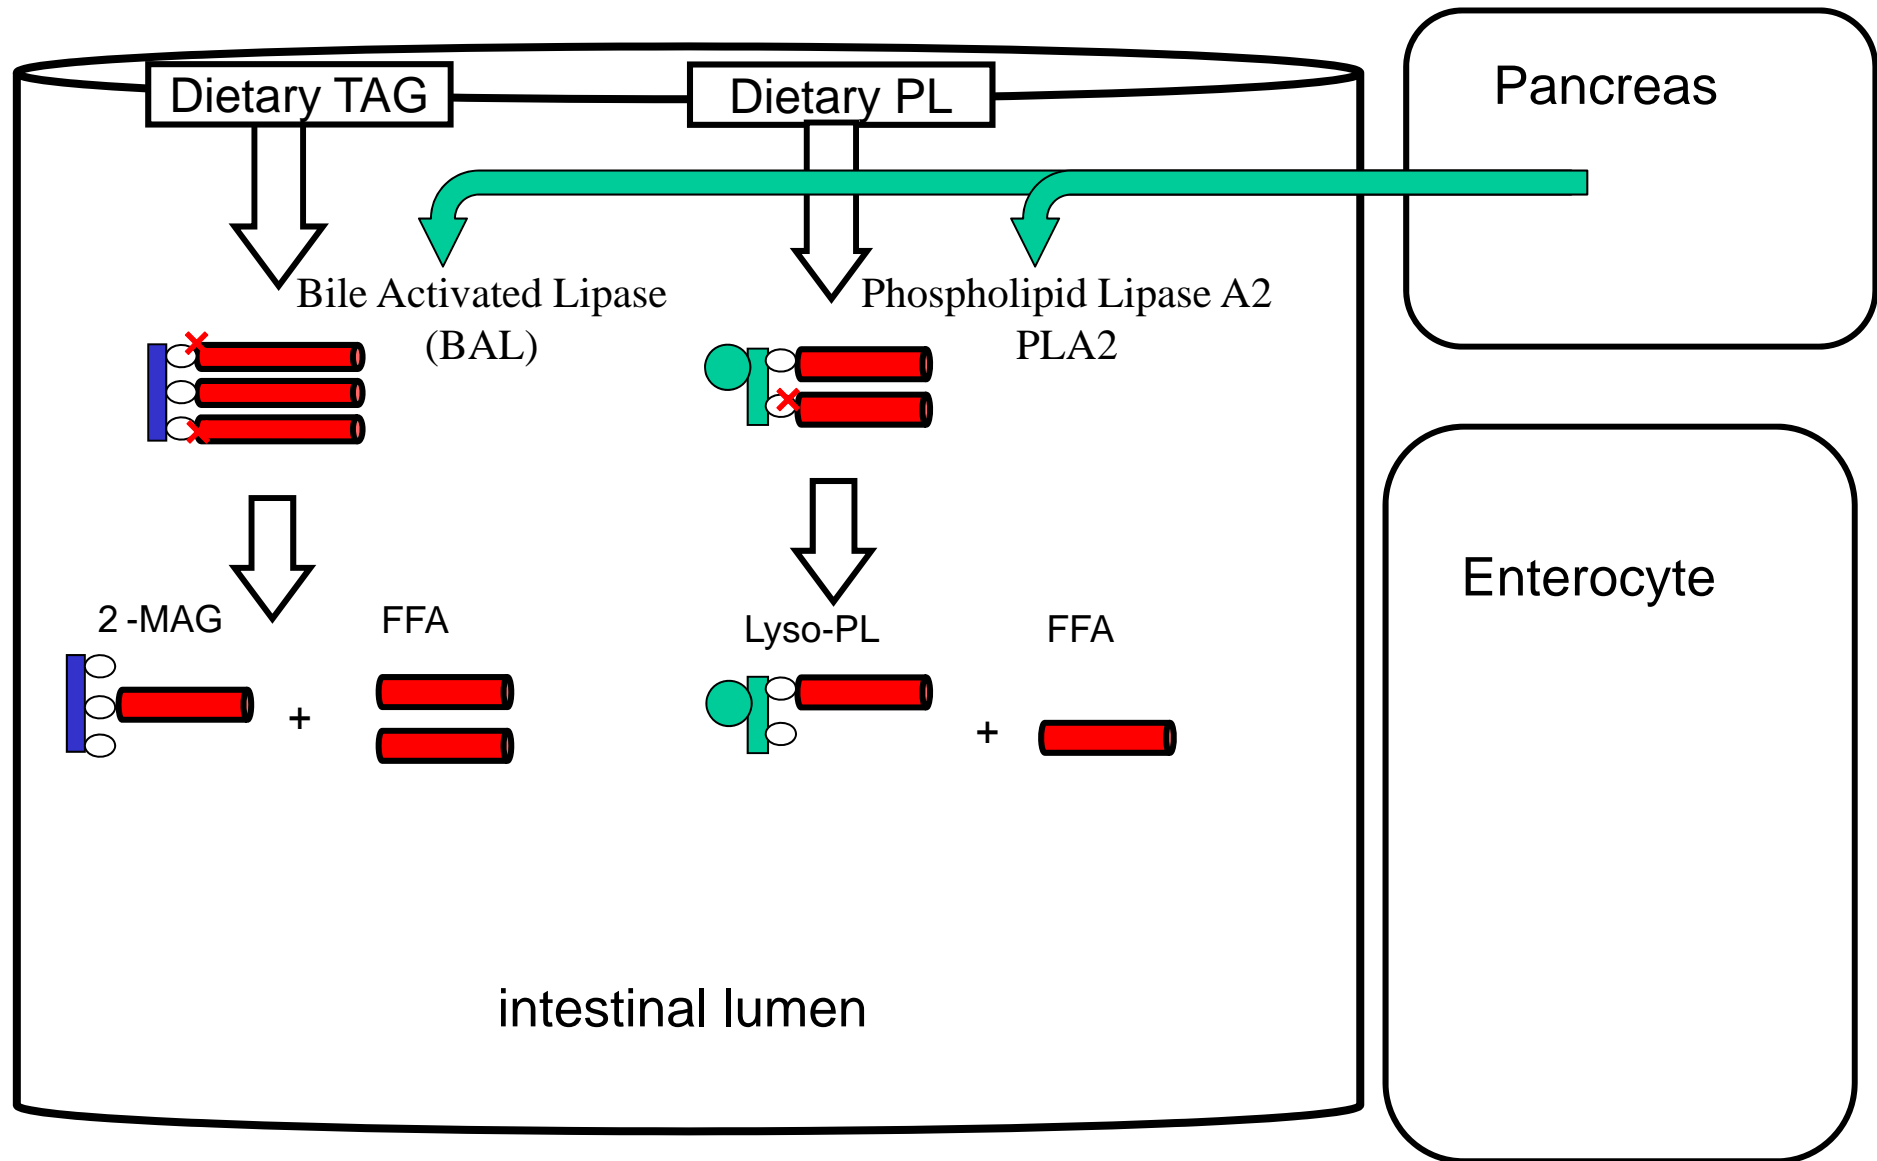 Dietary TAG
Dietary PL
Pancreas
Bile Activated Lipase
(BAL)
Phospholipid Lipase A2
PLA2
Enterocyte
2 -MAG
FFA
Lyso-PL
FFA
+
+
intestinal lumen